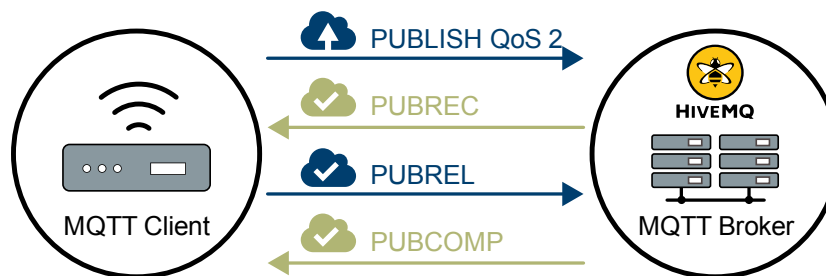 PUBLISH QoS 2
PUBREC
PUBREL
PUBCOMP
MQTT Client
HIVEMQ
MQTT Broker